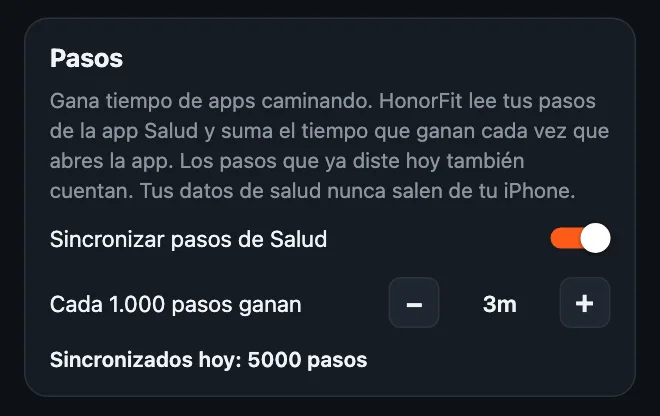 Pasos
Gana tiempo de apps caminando. HonorFit lee tus pasos
de la app Salud y suma el tiempo que ganan cada vez que
abres la app. Los pasos que ya diste hoy también
cuentan. Tus datos de salud nunca salen de tu iPhone.
Sincronizar pasos de Salud
Cada 1.000 pasos ganan − 3m +
Sincronizados hoy: 5000 pasos